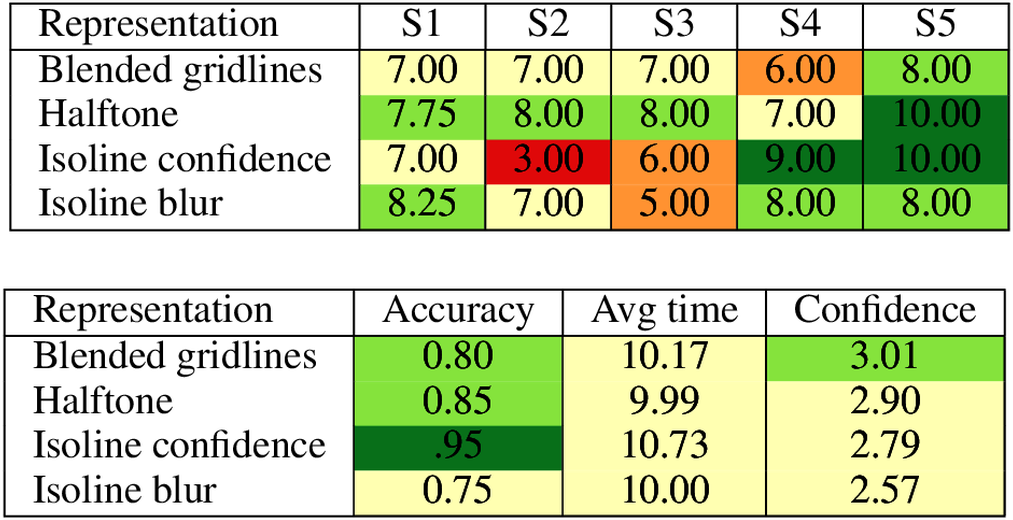 Representation S1 S2 S3 S4 S5
Blended gridlines 7.00 7.00 7.00 6.00 8.00
Halftone 7.75 8.00 8.00 7.00 10.00
Isoline confidence 7.00 3.00 6.00 9.00 10.00
Isoline blur 8.25 7.00 5.00 8.00 8.00
Representation Accuracy Avg time Confidence
Blended gridlines 0.80 10.17 3.01
Halftone 0.85 9.99 2.90
Isoline confidence .95 10.73 2.79
Isoline blur 0.75 10.00 2.57